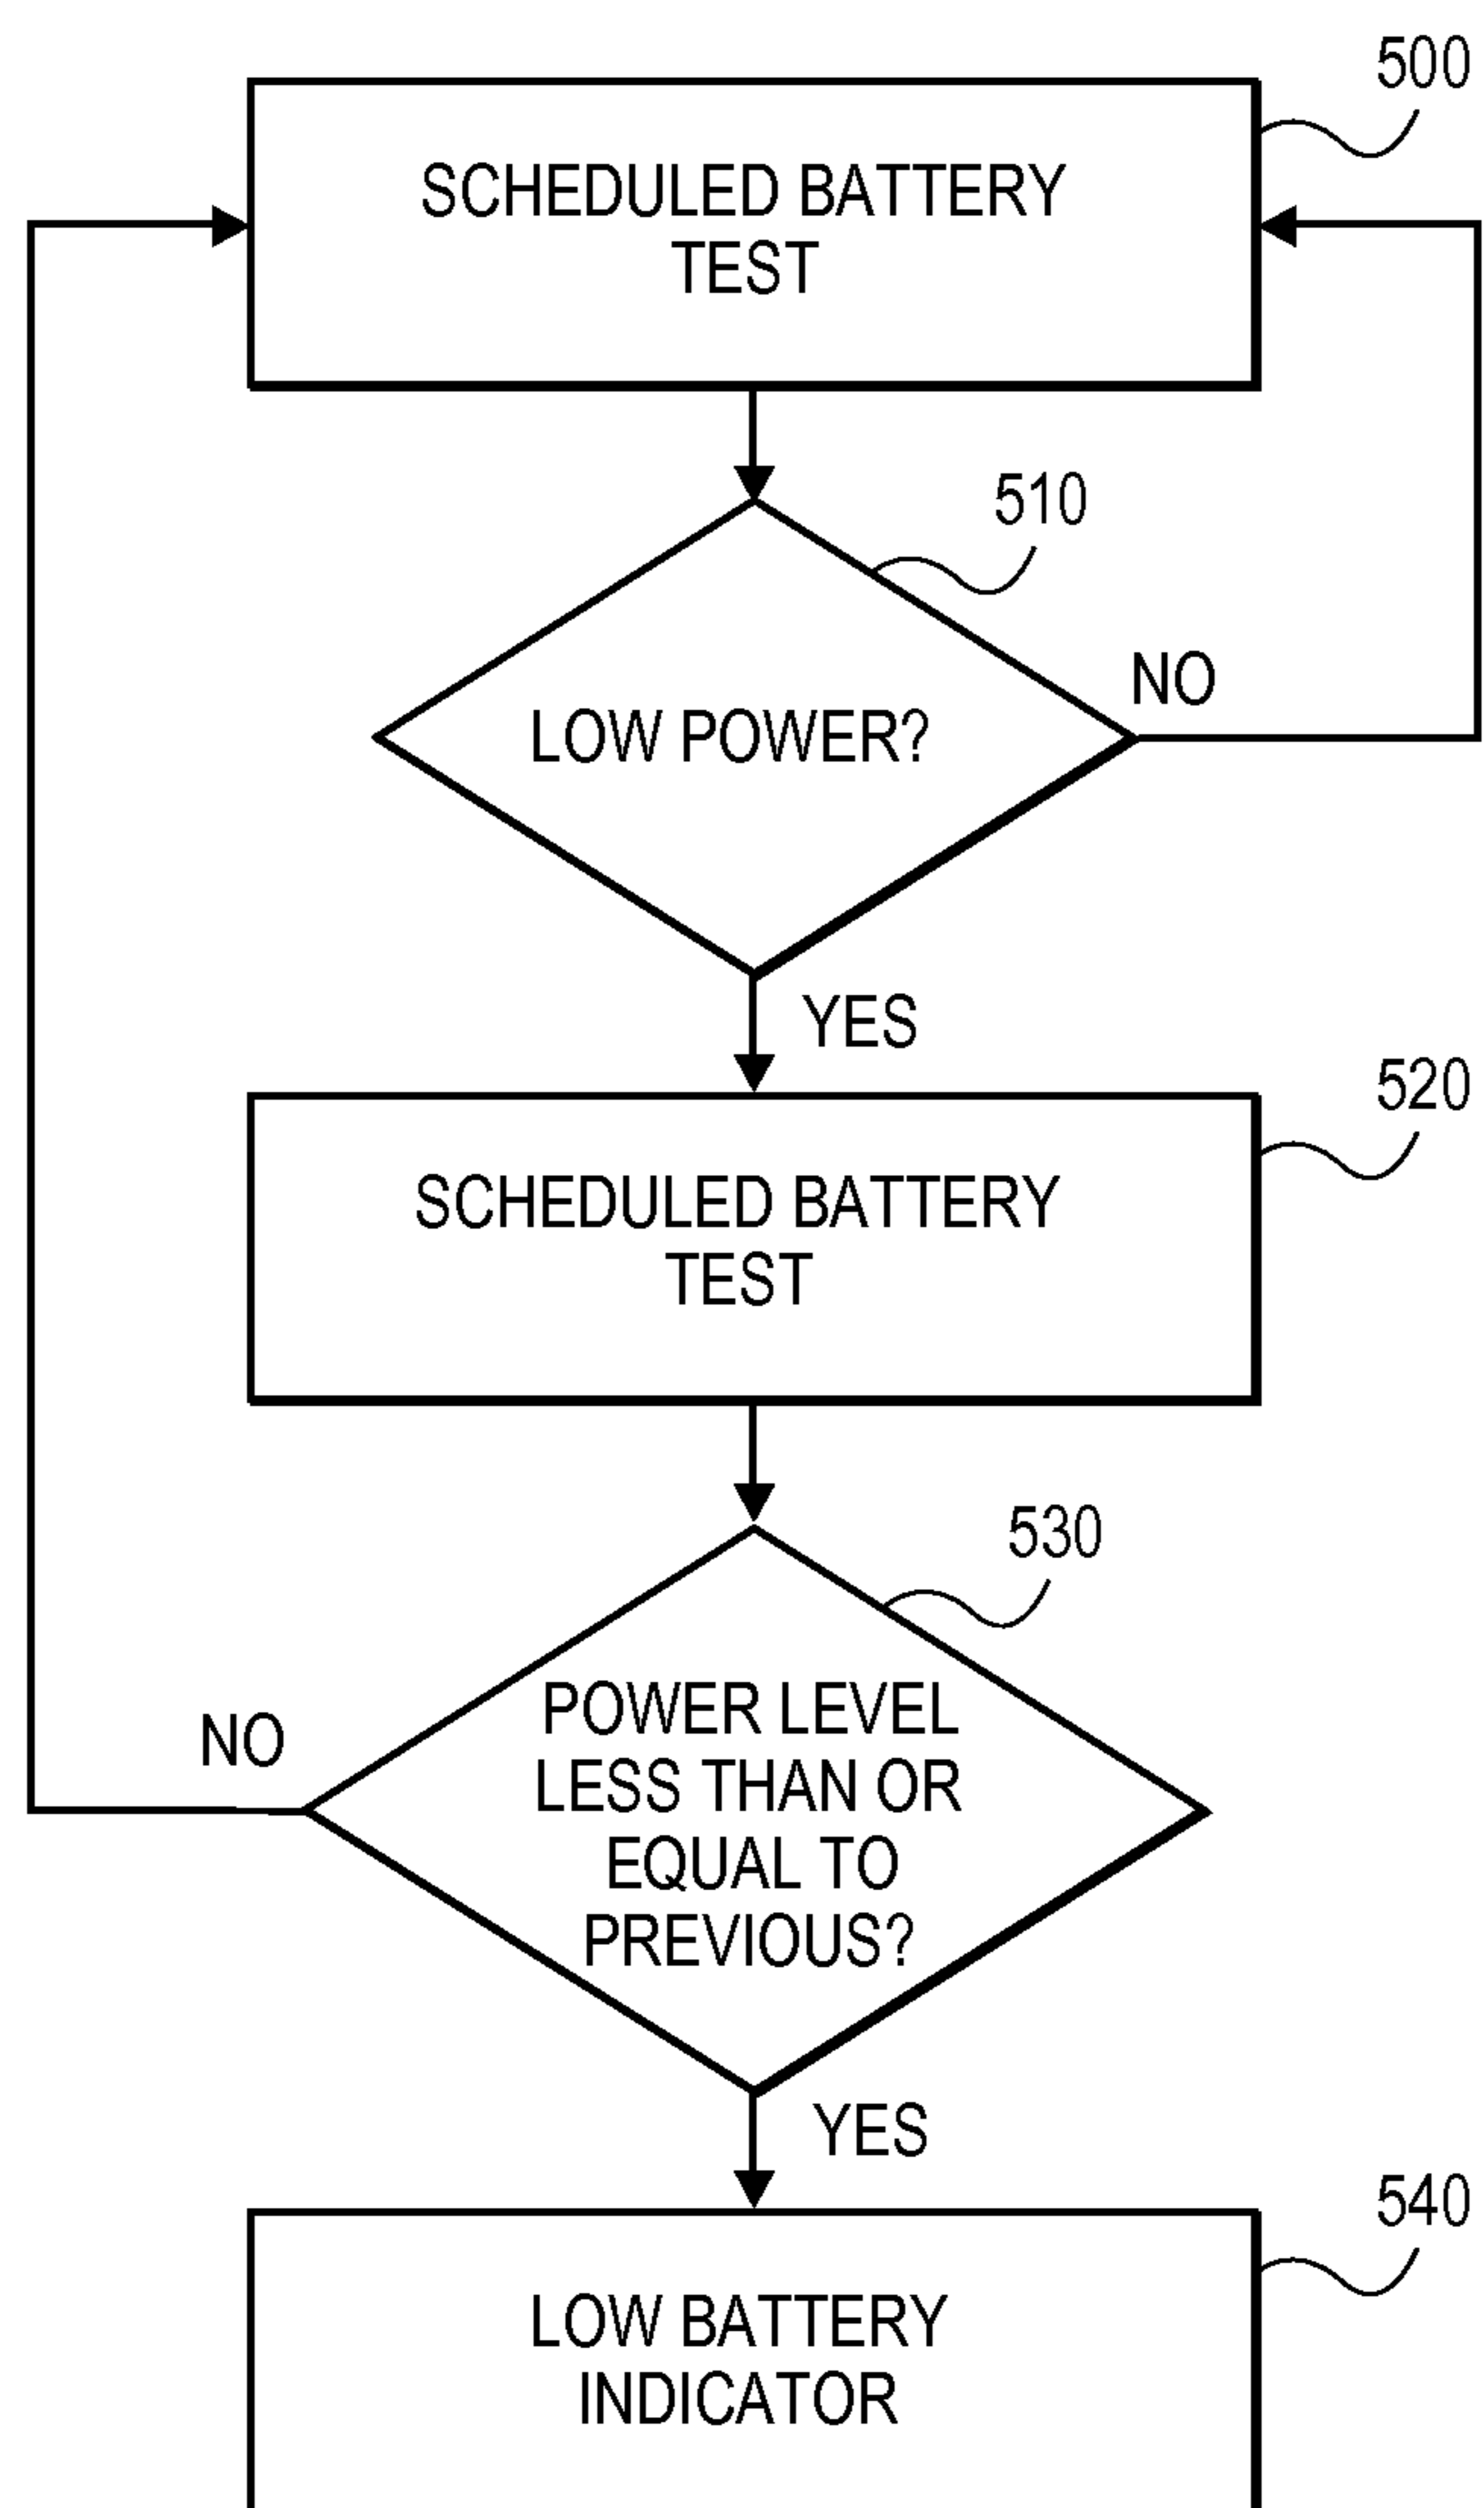 500
SCHEDULED BATTERY
TEST
510
LOW POWER?
NO
YES
520
SCHEDULED BATTERY
TEST
530
POWER LEVEL
LESS THAN OR
EQUAL TO
PREVIOUS?
NO
YES
540
LOW BATTERY
INDICATOR